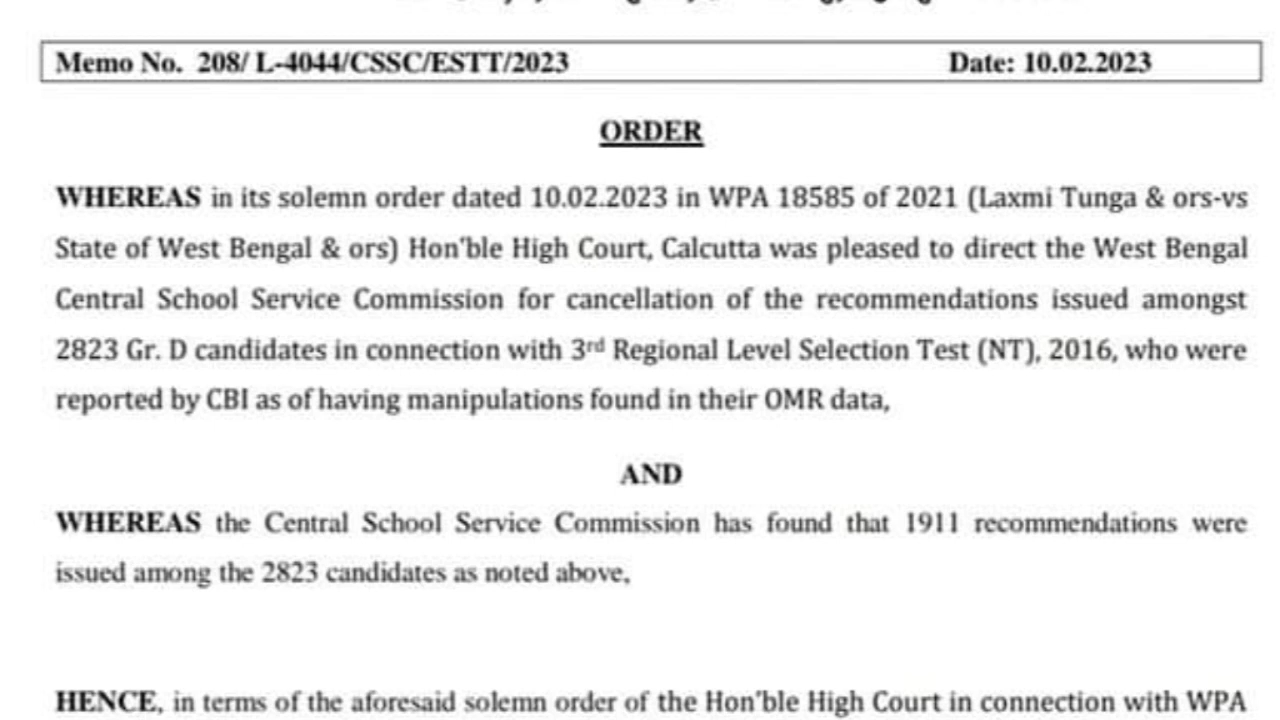 Memo No. 208/ L-4044/CSSC/ESTT/2023 Date: 10.02.2023
ORDER
WHEREAS in its solemn order dated 10.02.2023 in WPA 18585 of 2021 (Laxmi Tunga & ors-vs
State of West Bengal & ors) Hon'ble High Court, Calcutta was pleased to direct the West Bengal
Central School Service Commission for cancellation of the recommendations issued amongst
2823 Gr. D candidates in connection with 3rd Regional Level Selection Test (NT), 2016, who were
reported by CBI as of having manipulations found in their OMR data,
AND
WHEREAS the Central School Service Commission has found that 1911 recommendations were
issued among the 2823 candidates as noted above,
HENCE, in terms of the aforesaid solemn order of the Hon'ble High Court in connection with WPA